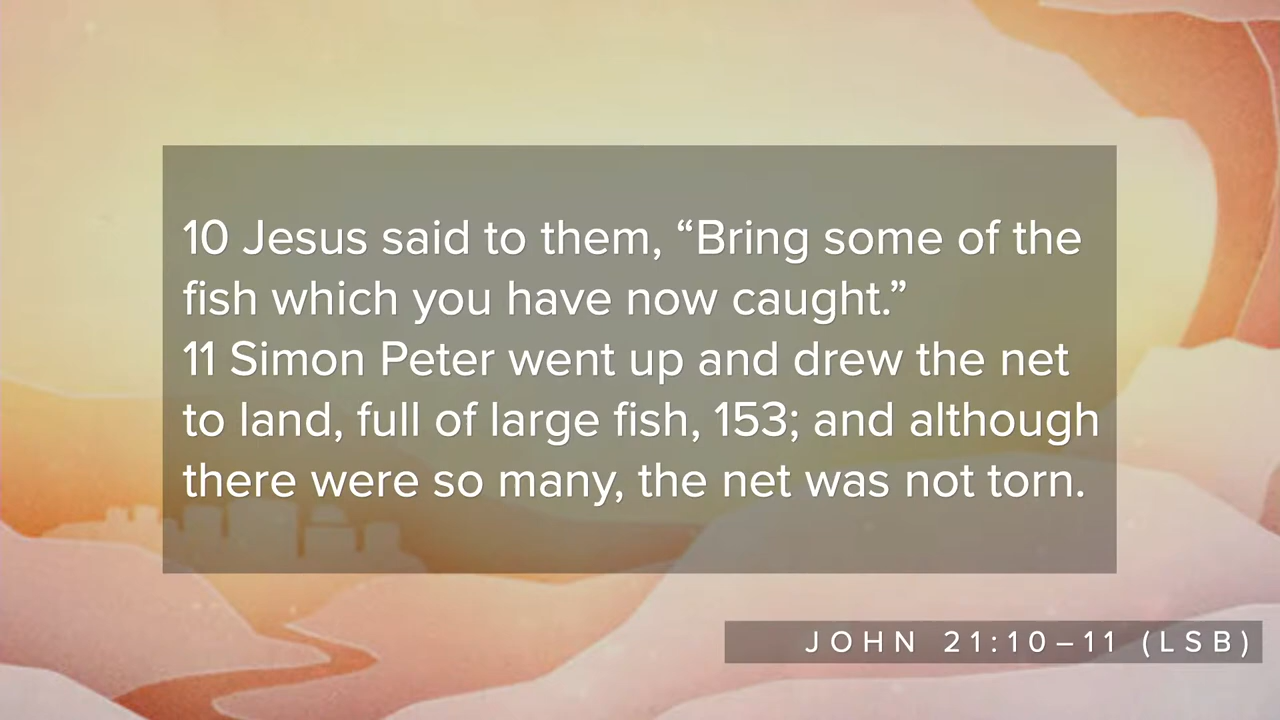 10 Jesus said to them, “Bring some of the
fish which you have now caught.”
11 Simon Peter went up and drew the net
to land, full of large fish, 153; and although
there were so many, the net was not torn.
JOHN 21:10–11 (LSB)